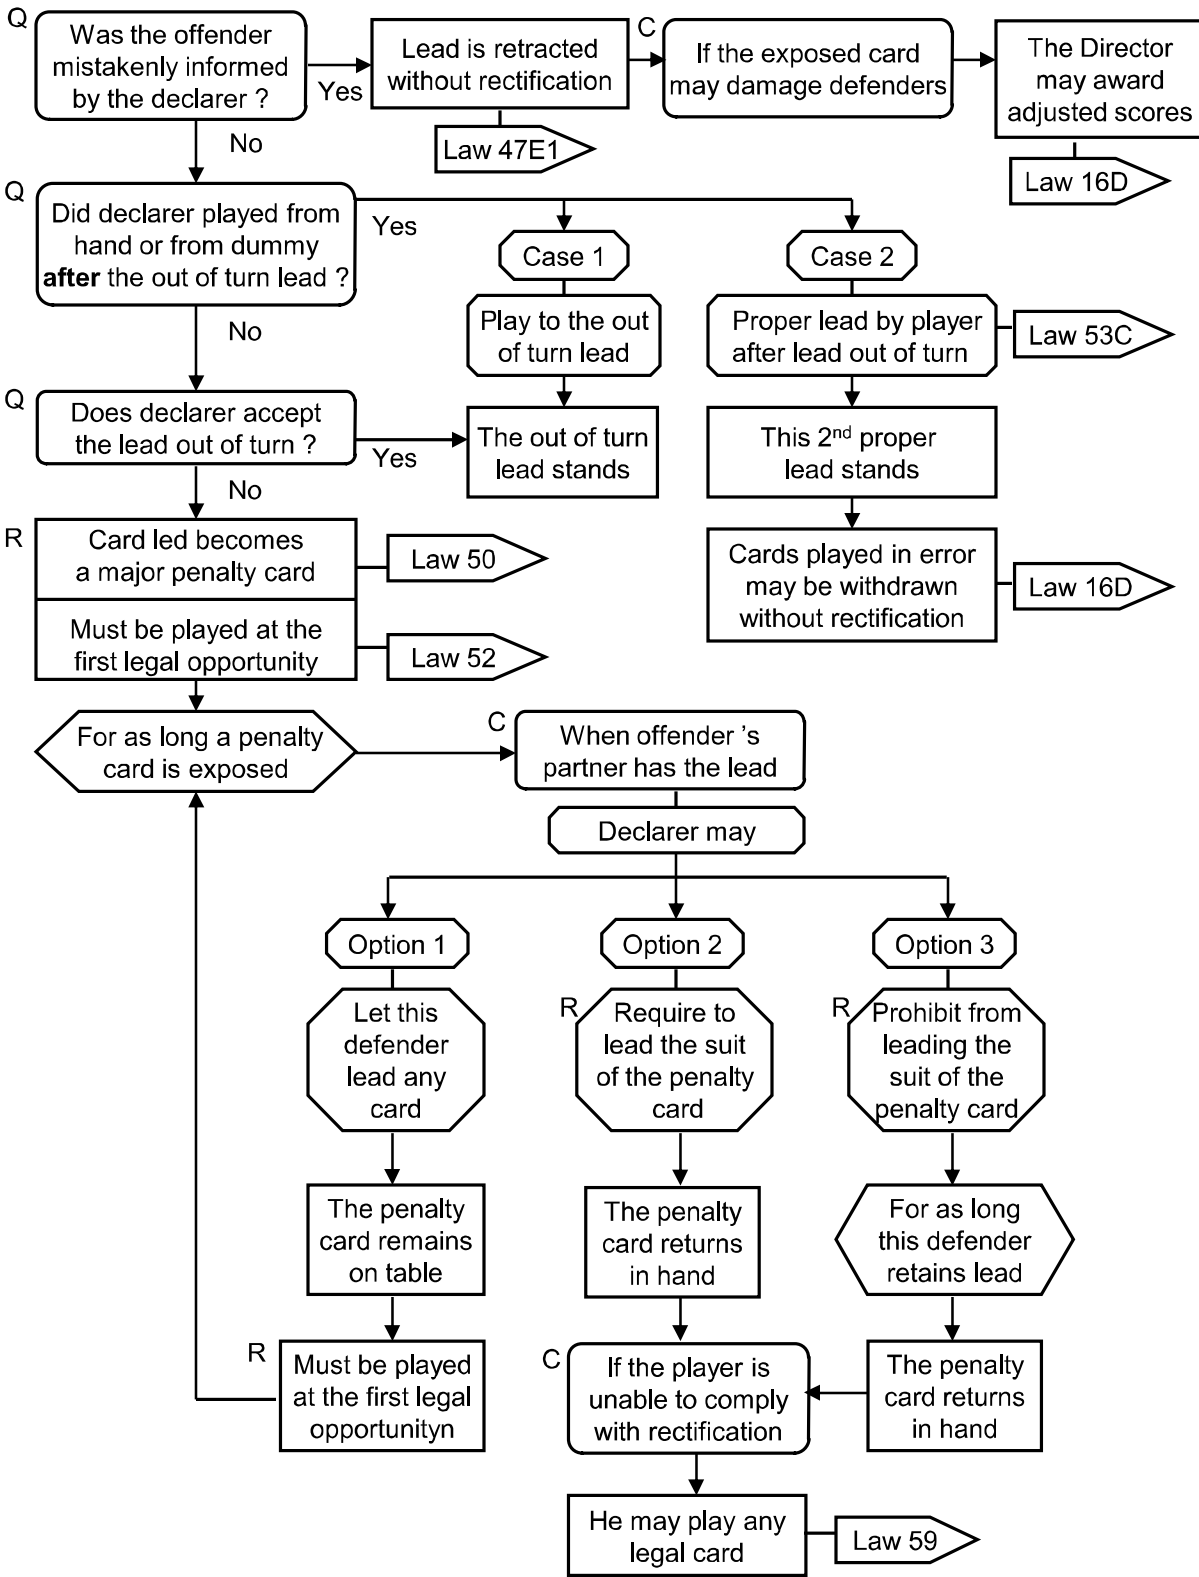 Q
Was the offender
mistakenly informed
by the declarer ?
Yes
No
Lead is retracted
without rectification
Law 47E1
C
If the exposed card
may damage defenders
The Director
may award
adjusted scores
Law 16D
Q
Did declarer played from
hand or from dummy
after the out of turn lead ?
Yes
No
Case 1
Play to the out
of turn lead
Case 2
Proper lead by player
after lead out of turn
Law 53C
Q
Does declarer accept
the lead out of turn ?
Yes
No
The out of turn
lead stands
This 2nd proper
lead stands
R
Card led becomes
a major penalty card
Law 50
Must be played at the
first legal opportunity
Law 52
Cards played in error
may be withdrawn
without rectification
Law 16D
For as long a penalty
card is exposed
C
When offender 's
partner has the lead
Declarer may
Option 1
Option 2
Option 3
Let this
defender
lead any
card
R
Require to
lead the suit
of the penalty
card
R
Prohibit from
leading the
suit of the
penalty card
The penalty
card remains
on table
The penalty
card returns
in hand
For as long
this defender
retains lead
R
Must be played
at the first legal
opportunityn
C
If the player is
unable to comply
with rectification
The penalty
card returns
in hand
He may play any
legal card
Law 59